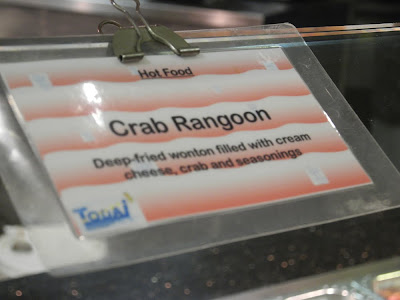 Hot Food
Crab Rangoon
Deep-fried wonton filled with cream
cheese, crab and seasonings